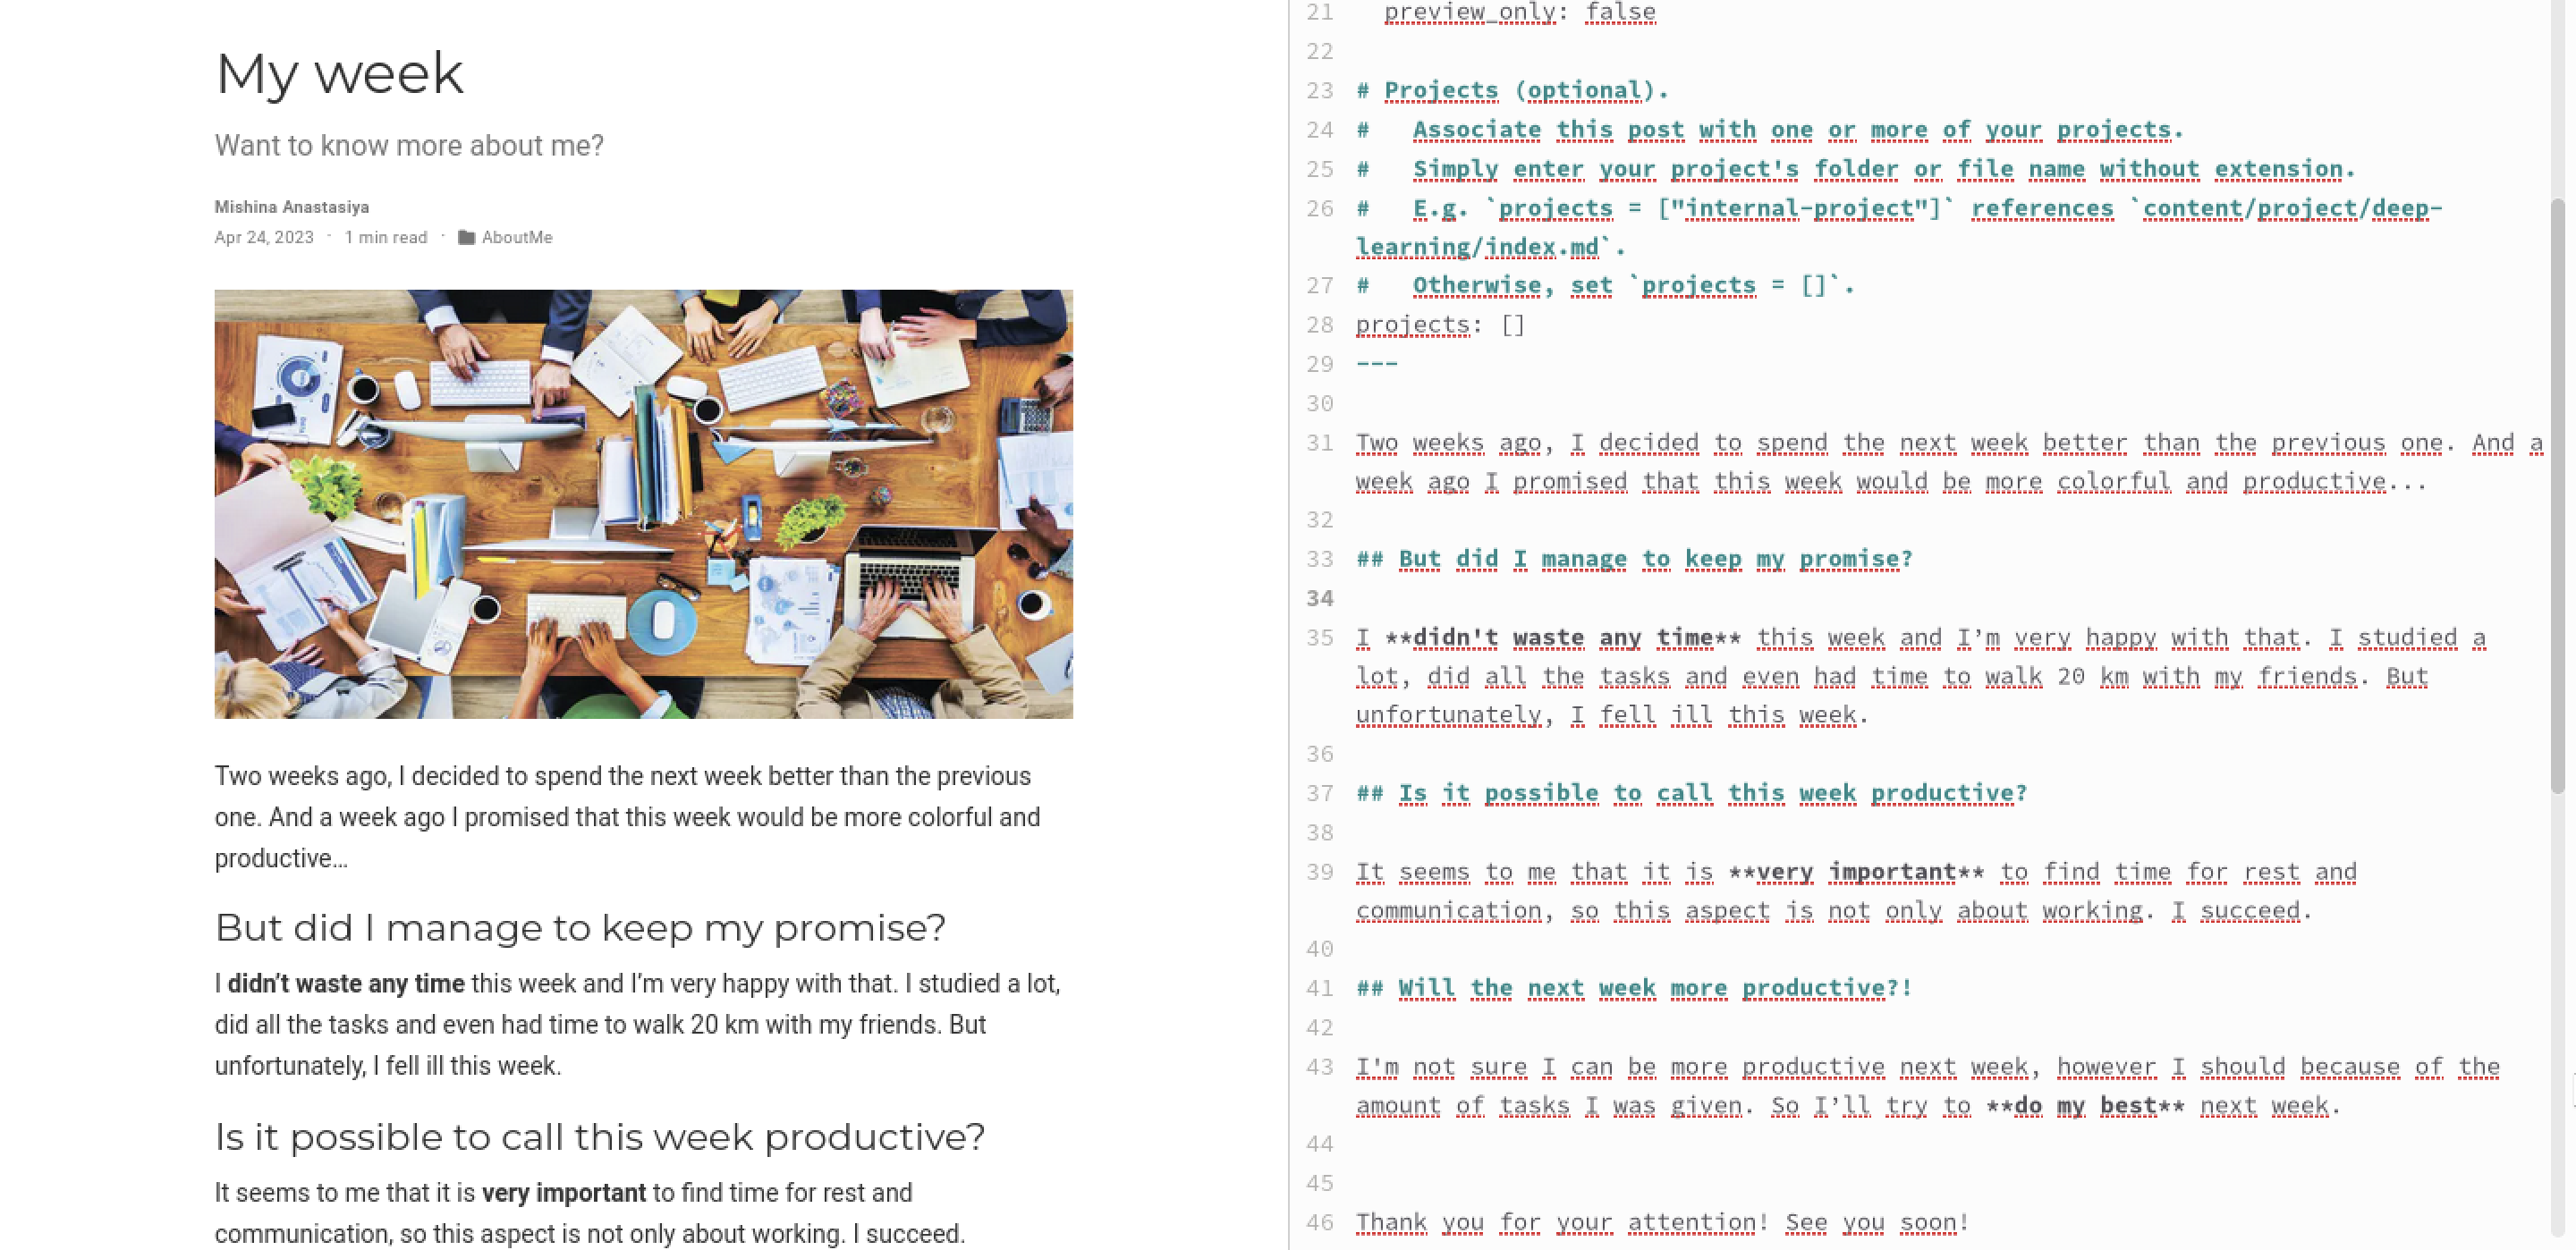 My week
Want to know more about me?
Mishina Anastasiya
Apr 24, 2023 · 1 min read · AboutMe
Two weeks ago, I decided to spend the next week better than the previous
one. And a week ago I promised that this week would be more colorful and
productive…
But did I manage to keep my promise?
I didn’t waste any time this week and I’m very happy with that. I studied a lot,
did all the tasks and even had time to walk 20 km with my friends. But
unfortunately, I fell ill this week.
Is it possible to call this week productive?
It seems to me that it is very important to find time for rest and
communication, so this aspect is not only about working. I succeed.
21 preview_only: false
22
23 # Projects (optional).
24 #   Associate this post with one or more of your projects.
25 #   Simply enter your project's folder or file name without extension.
26 #   E.g. `projects = ["internal-project"]` references `content/project/deep-
learning/index.md`.
27 #   Otherwise, set `projects = []`.
28 projects: []
29 ---
30
31 Two weeks ago, I decided to spend the next week better than the previous one. And a
week ago I promised that this week would be more colorful and productive...
32
33 ## But did I manage to keep my promise?
34
35 I **didn't waste any time** this week and I’m very happy with that. I studied a
lot, did all the tasks and even had time to walk 20 km with my friends. But
unfortunately, I fell ill this week.
36
37 ## Is it possible to call this week productive?
38
39 It seems to me that it is **very important** to find time for rest and
communication, so this aspect is not only about working. I succeed.
40
41 ## Will the next week more productive?!
42
43 I'm not sure I can be more productive next week, however I should because of the
amount of tasks I was given. So I’ll try to **do my best** next week.
44
45
46 Thank you for your attention! See you soon!